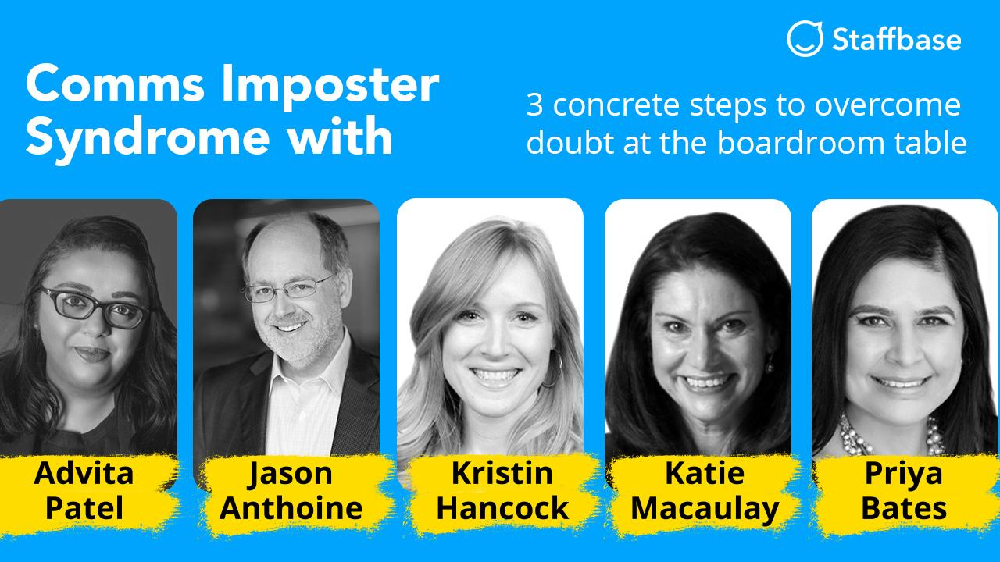 Staffbase
Comms Imposter
Syndrome with
3 concrete steps to overcome
doubt at the boardroom table
Advita
Patel
Jason
Anthoine
Kristin
Hancock
Katie
Macaulay
Priya
Bates